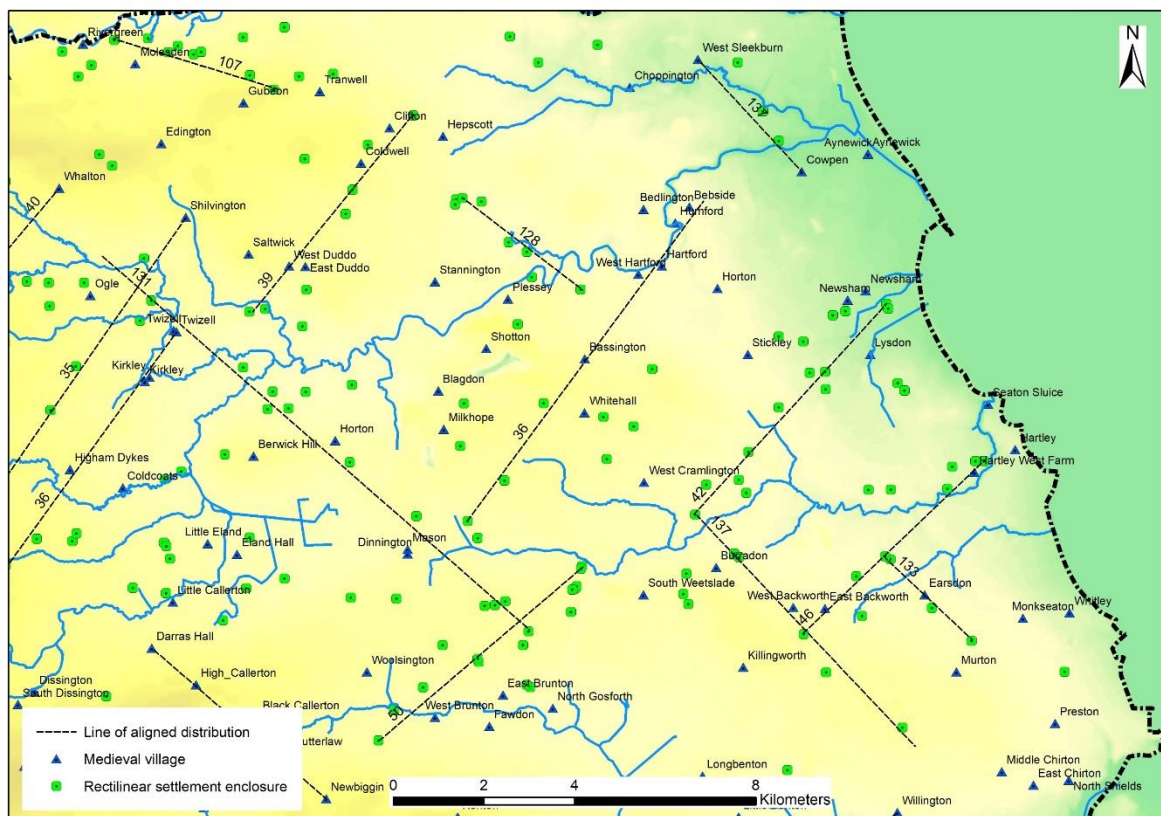 Rivergreen
Molesden
107
Tranwell
Gubeon
West Sleekburn
Choppington
N
Clifton
Hepscott
Edington
Coldwell
Aynewick Aynewick
Cowpen
Whalton
40
Shilvington
Bedlington
Bebside
Humford
128
Saltwick
West Duddo
East Duddo
39
Stannington
West Hartford
Hartford
Horton
131
Ogle
Plessey
Newsham
Newsham
Twizell
Twizell
Shotton
Bassington
Stickley
Lysdon
35
Kirkley
Kirkley
Blagdon
Whitehall
Seaton Sluice
Milkhope
36
Horton
Berwick Hill
Hartley
Higham Dykes
Coldcoats
36
West Cramlington
42
Hartley West Farm
137
Little Eland
Eland Hall
Mason
Dinnington
Burradon
133
Little Callerton
South Weetslade
Earsdon
West Backworth
East Backworth
46
Monkseaton
Whitley
Darras Hall
Woolsington
Killingworth
Murton
High_Callerton
Dissington
South Dissington
East Brunton
North Gosforth
Black Callerton
50
West Brunton
Fawdon
Preston
Line of aligned distribution
Medieval village
Rectilinear settlement enclosure
Butterlaw
Newbiggin
Longbenton
Middle Chirton
East Chirton
North Shields
Willington
0 2 4 8
Kilometers